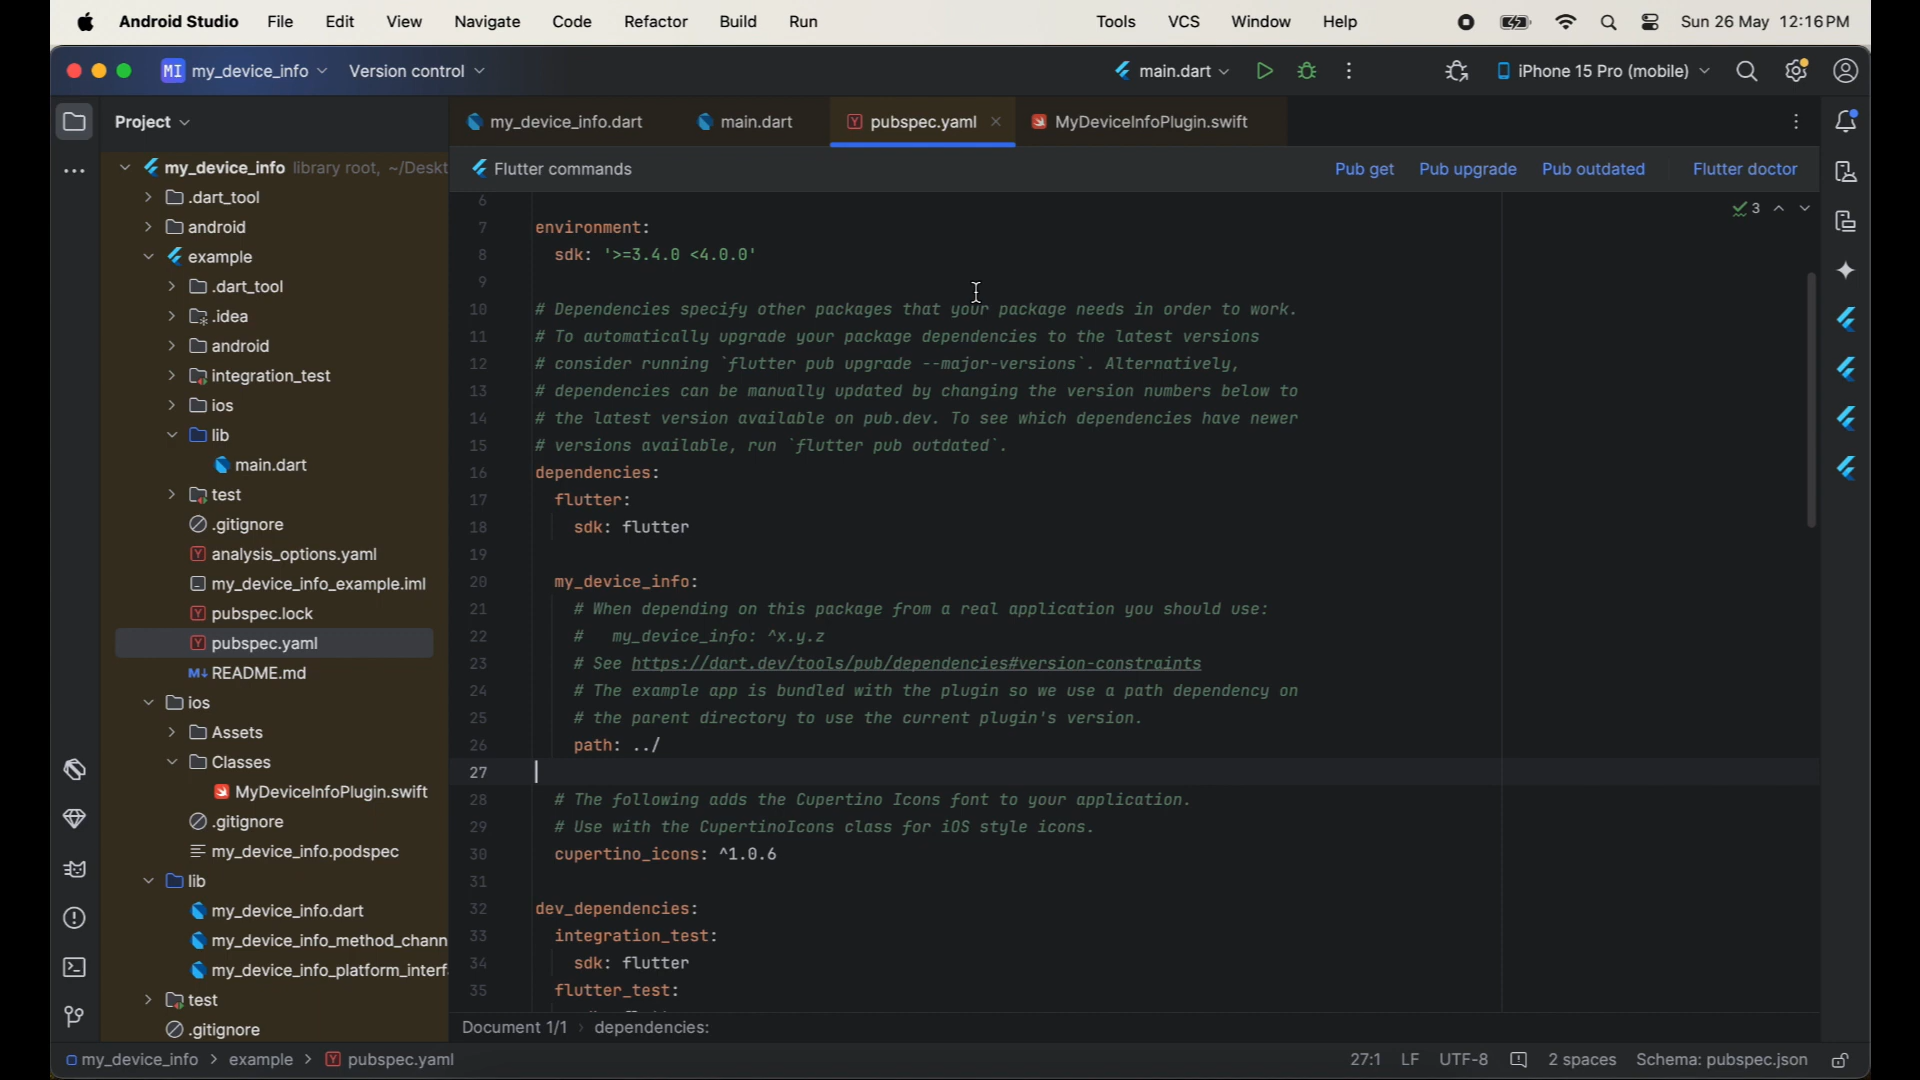 Android Studio File Edit View Navigate Code Refactor Build Run Tools VCS Window Help Sun 26 May 12:16 PM
MI my_device_info Version control main.dart iPhone 15 Pro (mobile)
Project my_device_info.dart main.dart pubspec.yaml MyDeviceInfoPlugin.swift
Flutter commands Pub get Pub upgrade Pub outdated Flutter doctor
my_device_info library root, ~/Deskt
.dart_tool
android
example
.dart_tool
.idea
android
integration_test
ios
lib
main.dart
test
.gitignore
analysis_options.yaml
my_device_info_example.iml
pubspec.lock
pubspec.yaml
M↓ README.md
ios
Assets
Classes
MyDeviceInfoPlugin.swift
.gitignore
my_device_info.podspec
lib
my_device_info.dart
my_device_info_method_chann
my_device_info_platform_interf
test
.gitignore
3
6
7 environment:
8 sdk: '>=3.4.0 <4.0.0'
9
10 # Dependencies specify other packages that your package needs in order to work.
11 # To automatically upgrade your package dependencies to the latest versions
12 # consider running `flutter pub upgrade --major-versions`. Alternatively,
13 # dependencies can be manually updated by changing the version numbers below to
14 # the latest version available on pub.dev. To see which dependencies have newer
15 # versions available, run `flutter pub outdated`.
16 dependencies:
17 flutter:
18 sdk: flutter
19
20 my_device_info:
21 # When depending on this package from a real application you should use:
22 #   my_device_info: ^x.y.z
23 # See https://dart.dev/tools/pub/dependencies#version-constraints
24 # The example app is bundled with the plugin so we use a path dependency on
25 # the parent directory to use the current plugin's version.
26 path: ../
27
28 # The following adds the Cupertino Icons font to your application.
29 # Use with the CupertinoIcons class for iOS style icons.
30 cupertino_icons: ^1.0.6
31
32 dev_dependencies:
33 integration_test:
34 sdk: flutter
35 flutter_test:
Document 1/1 › dependencies:
my_device_info > example > pubspec.yaml 27:1 LF UTF-8 2 spaces Schema: pubspec.json